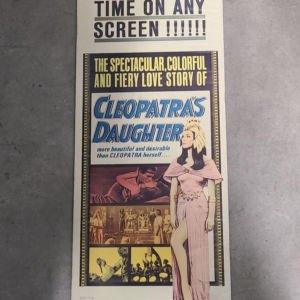 TIME ON ANY
SCREEN !!!!!!
THE SPECTACULAR, COLORFUL
AND FIERY LOVE STORY OF
CLEOPATRA'S
DAUGHTER
more beautiful and desirable
than CLEOPATRA herself....